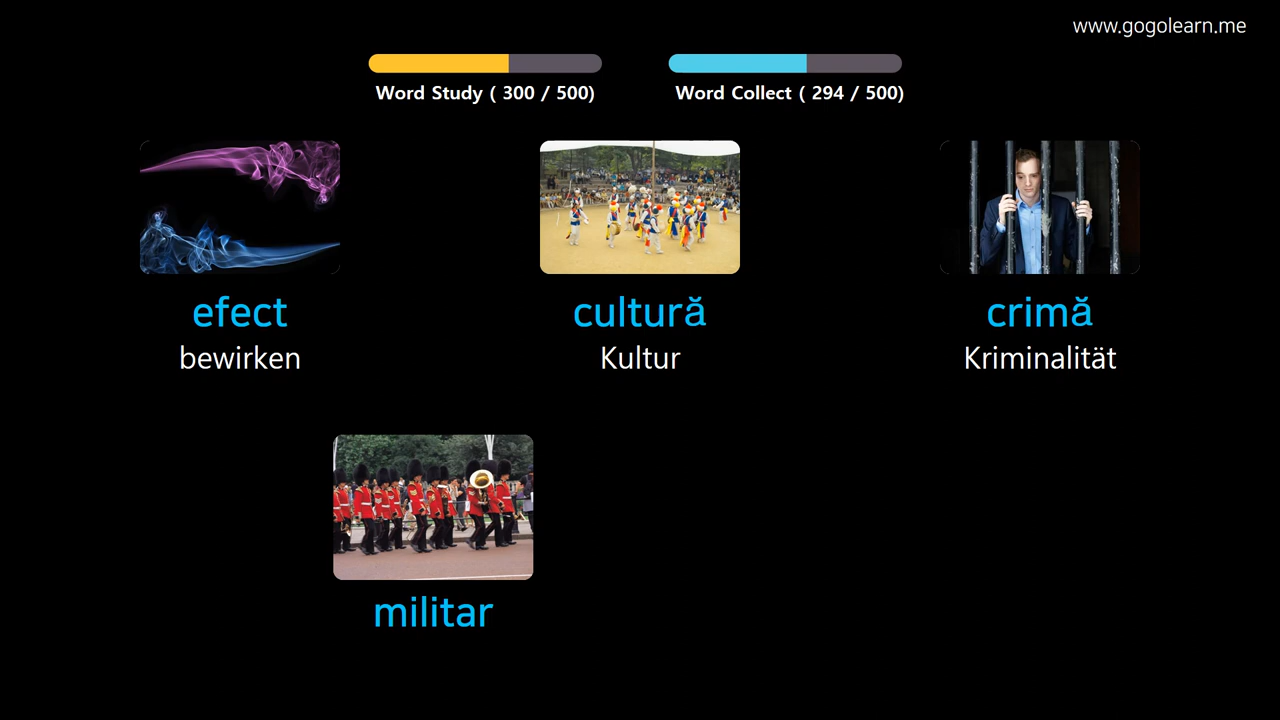 www.gogolearn.me
Word Study ( 300 / 500)
Word Collect ( 294 / 500)
efect
cultură
crimă
bewirken
Kultur
Kriminalität
militar